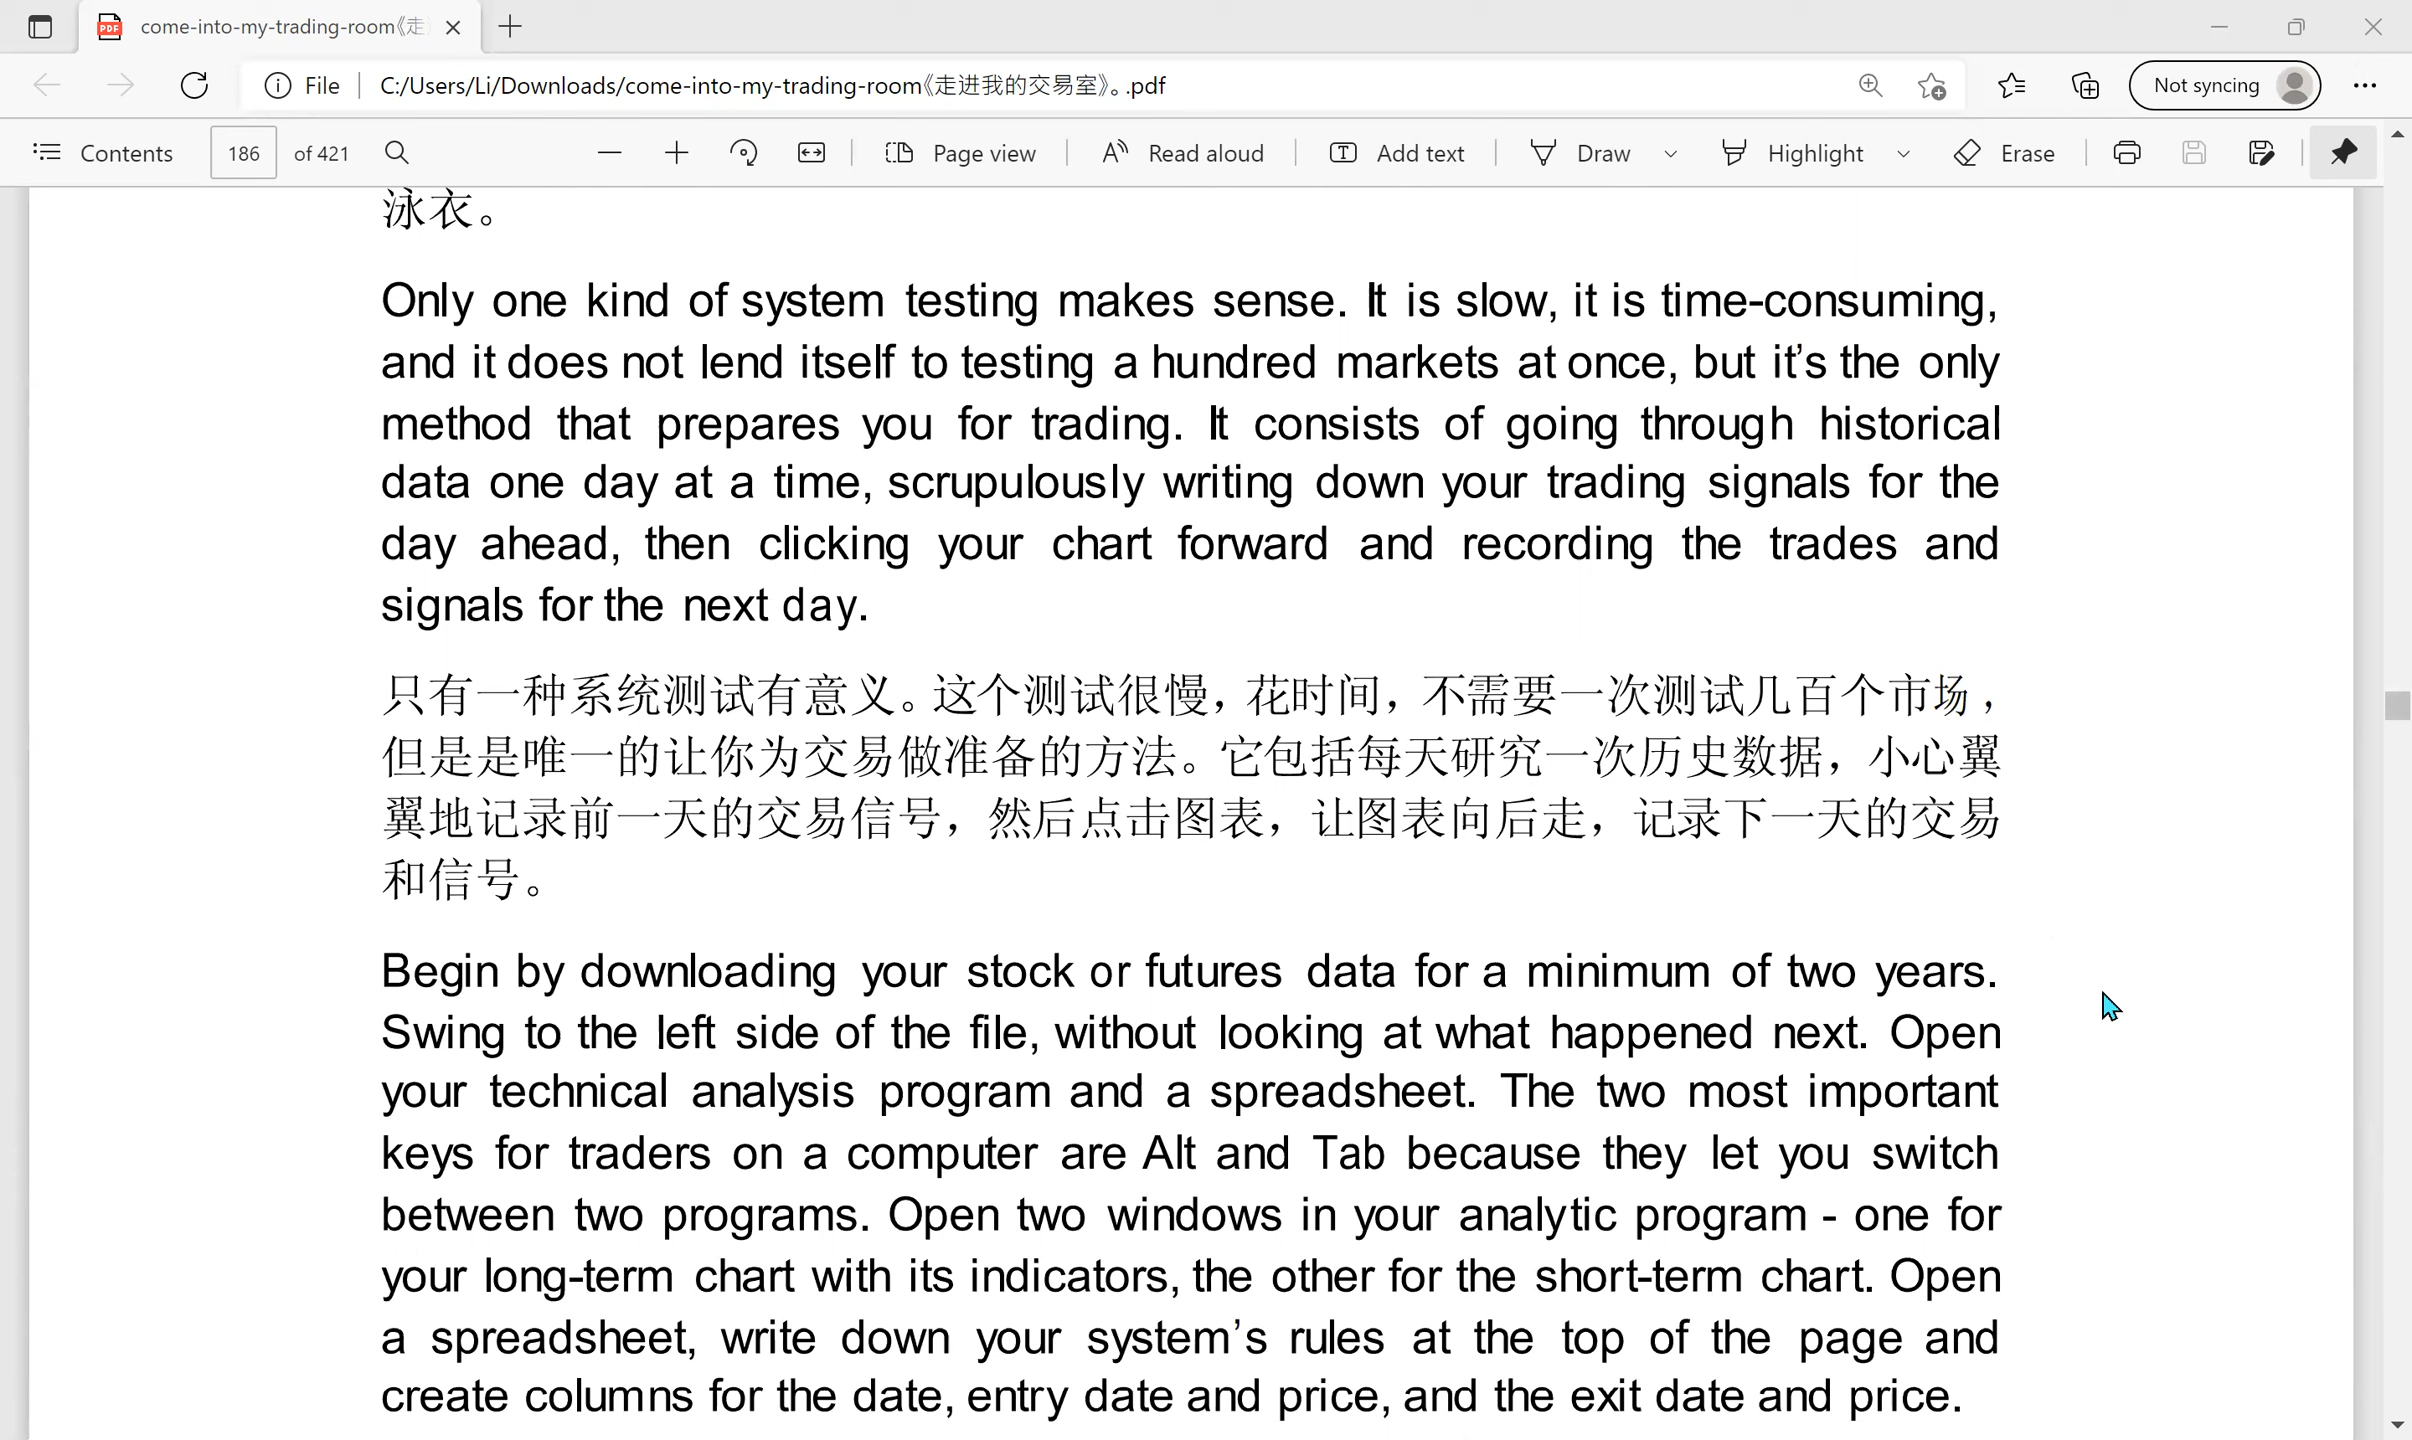 come-into-my-trading-room《走
File
C:/Users/Li/Downloads/come-into-my-trading-room《走进我的交易室》。.pdf
Not syncing
Contents
186
of 421
Page view
Read aloud
Add text
Draw
Highlight
Erase
泳衣。
Only one kind of system testing makes sense. It is slow, it is time-consuming,
and it does not lend itself to testing a hundred markets at once, but it’s the only
method that prepares you for trading. It consists of going through historical
data one day at a time, scrupulously writing down your trading signals for the
day ahead, then clicking your chart forward and recording the trades and
signals for the next day.
只有一种系统测试有意义。这个测试很慢，花时间，不需要一次测试几百个市场，
但是是唯一的让你为交易做准备的方法。它包括每天研究一次历史数据，小心翼
翼地记录前一天的交易信号，然后点击图表，让图表向后走，记录下一天的交易
和信号。
Begin by downloading your stock or futures data for a minimum of two years.
Swing to the left side of the file, without looking at what happened next. Open
your technical analysis program and a spreadsheet. The two most important
keys for traders on a computer are Alt and Tab because they let you switch
between two programs. Open two windows in your analytic program - one for
your long-term chart with its indicators, the other for the short-term chart. Open
a spreadsheet, write down your system’s rules at the top of the page and
create columns for the date, entry date and price, and the exit date and price.